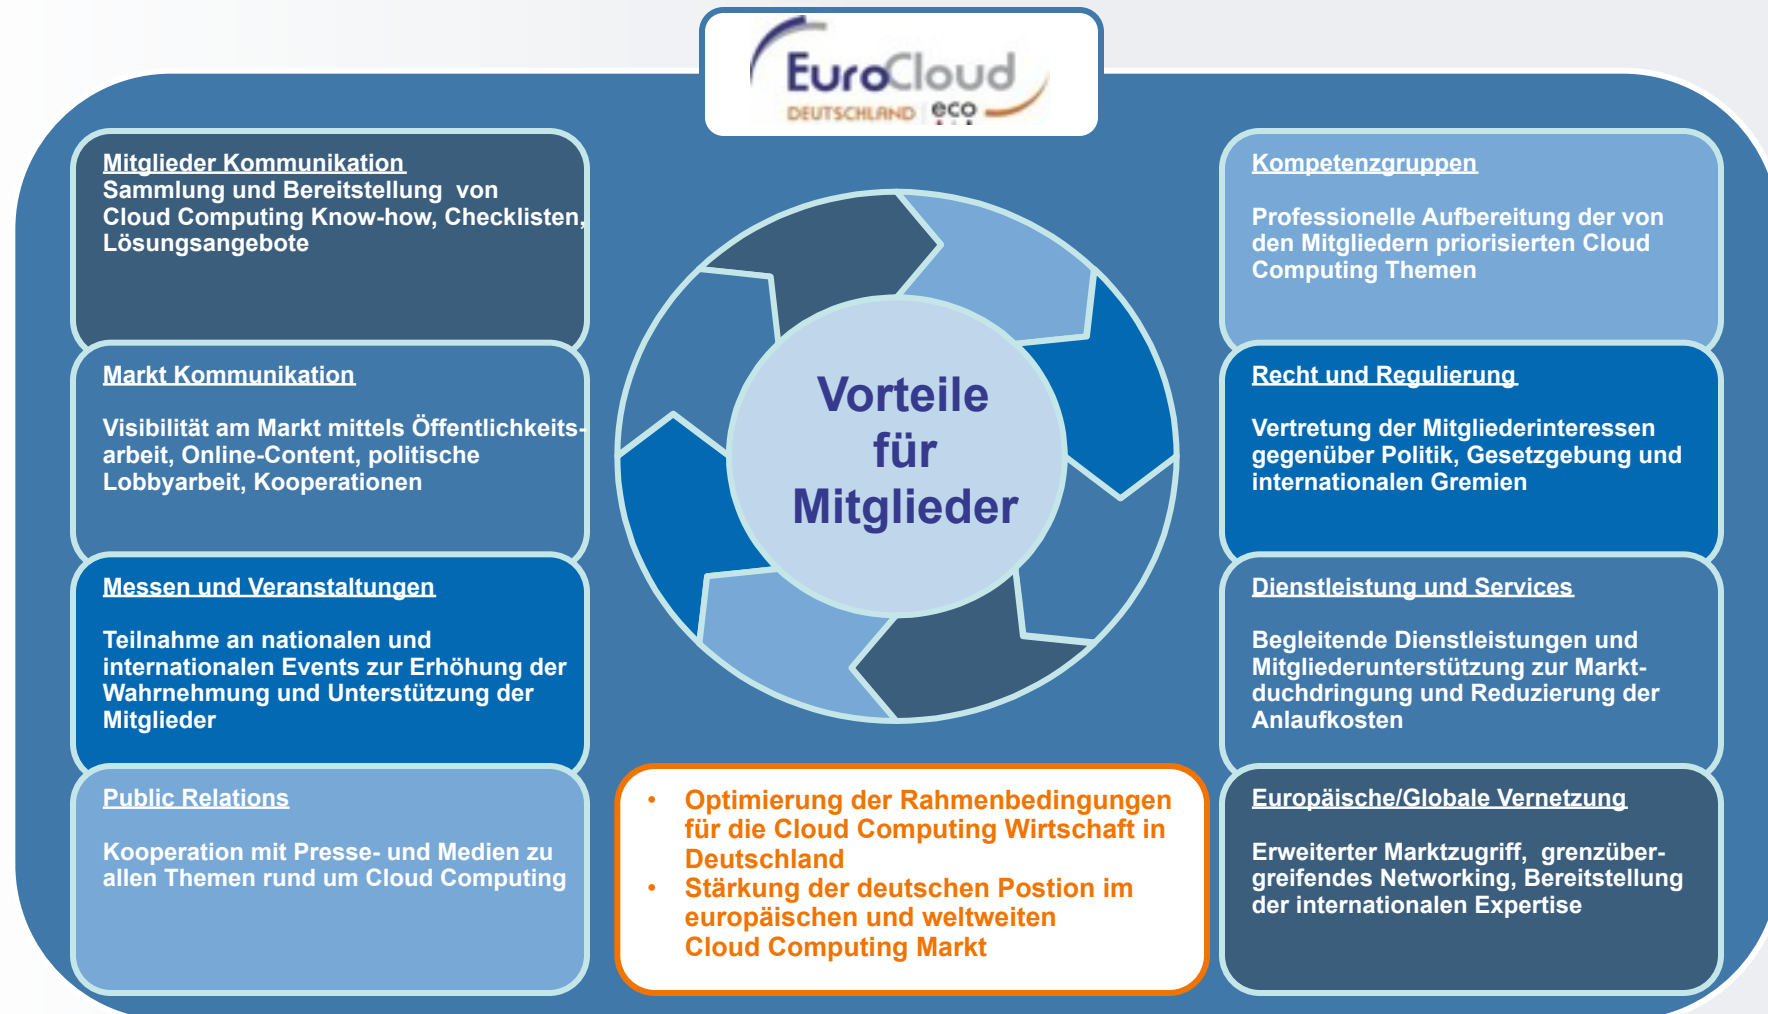 EuroCloud
DEUTSCHLAND eco
Mitglieder Kommunikation
Sammlung und Bereitstellung von
Cloud Computing Know-how, Checklisten,
Lösungsangebote
Markt Kommunikation
Visibilität am Markt mittels Öffentlichkeits-
arbeit, Online-Content, politische
Lobbyarbeit, Kooperationen
Messen und Veranstaltungen
Teilnahme an nationalen und
internationalen Events zur Erhöhung der
Wahrnehmung und Unterstützung der
Mitglieder
Public Relations
Kooperation mit Presse- und Medien zu
allen Themen rund um Cloud Computing
Vorteile
für
Mitglieder
• Optimierung der Rahmenbedingungen
für die Cloud Computing Wirtschaft in
Deutschland
• Stärkung der deutschen Postion im
europäischen und weltweiten
Cloud Computing Markt
Kompetenzgruppen
Professionelle Aufbereitung der von
den Mitgliedern priorisierten Cloud
Computing Themen
Recht und Regulierung
Vertretung der Mitgliederinteressen
gegenüber Politik, Gesetzgebung und
internationalen Gremien
Dienstleistung und Services
Begleitende Dienstleistungen und
Mitgliederunterstützung zur Markt-
duchdringung und Reduzierung der
Anlaufkosten
Europäische/Globale Vernetzung
Erweiterter Marktzugriff, grenzüber-
greifendes Networking, Bereitstellung
der internationalen Expertise